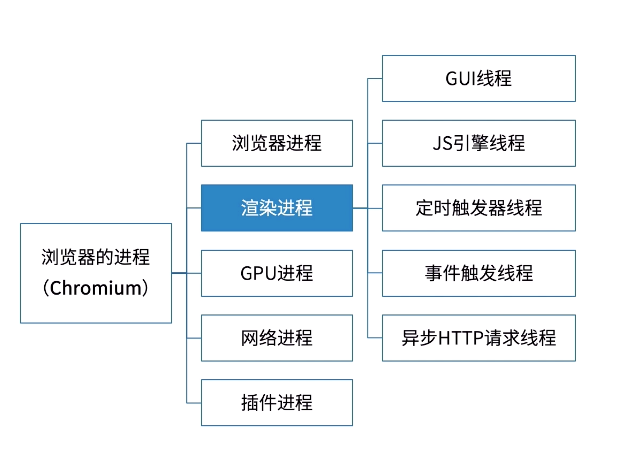 浏览器的进程
（Chromium）
浏览器进程
渲染进程
GPU进程
网络进程
插件进程
GUI线程
JS引擎线程
定时触发器线程
事件触发线程
异步HTTP请求线程